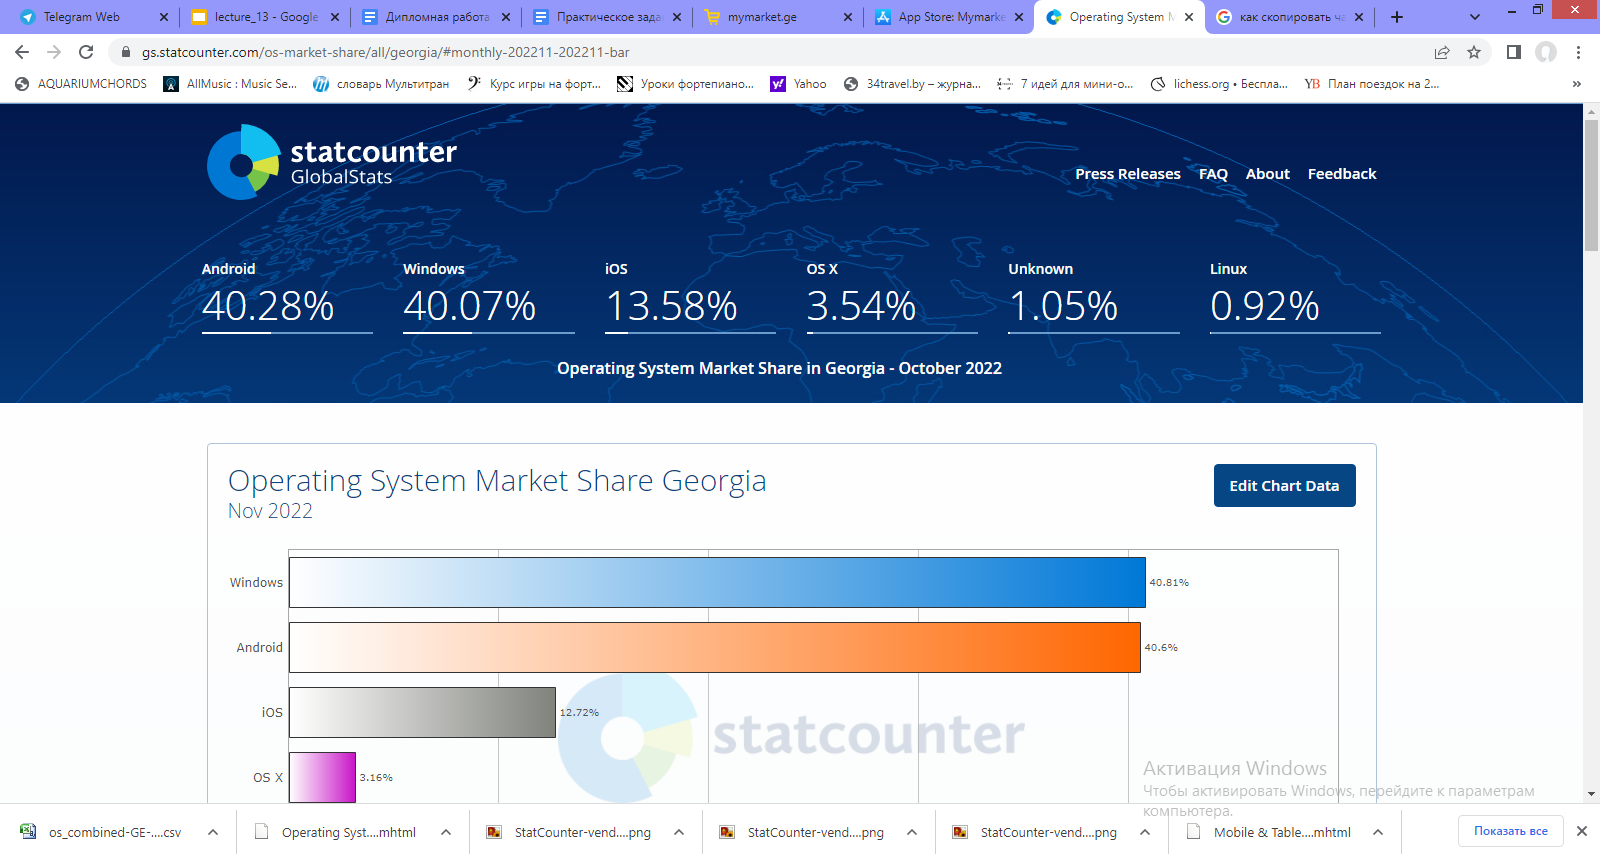 Telegram Web
lecture_13 - Google
Дипломная работа
Практическое зада
mymarket.ge
App Store: Mymarke
Operating System M
как скопировать ча
gs.statcounter.com/os-market-share/all/georgia/#monthly-202211-202211-bar
AQUARIUMCHORDS
AllMusic : Music Se...
словарь Мультитран
Курс игры на форт...
Уроки фортепиано...
Yahoo
34travel.by – журна...
7 идей для мини-о...
lichess.org • Беспла...
YB План поездок на 2...
statcounter
GlobalStats
Press Releases FAQ About Feedback
Android Windows iOS OS X Unknown Linux
40.28% 40.07% 13.58% 3.54% 1.05% 0.92%
Operating System Market Share in Georgia - October 2022
Operating System Market Share Georgia
Nov 2022
Edit Chart Data
Windows 40.81%
Android 40.6%
iOS 12.72%
statcounter
OS X 3.16%
Активация Windows
Чтобы активировать Windows, перейдите к параметрам
компьютера.
os_combined-GE-....csv
Operating Syst....mhtml
StatCounter-vend....png
StatCounter-vend....png
StatCounter-vend....png
Mobile & Table....mhtml
Показать все